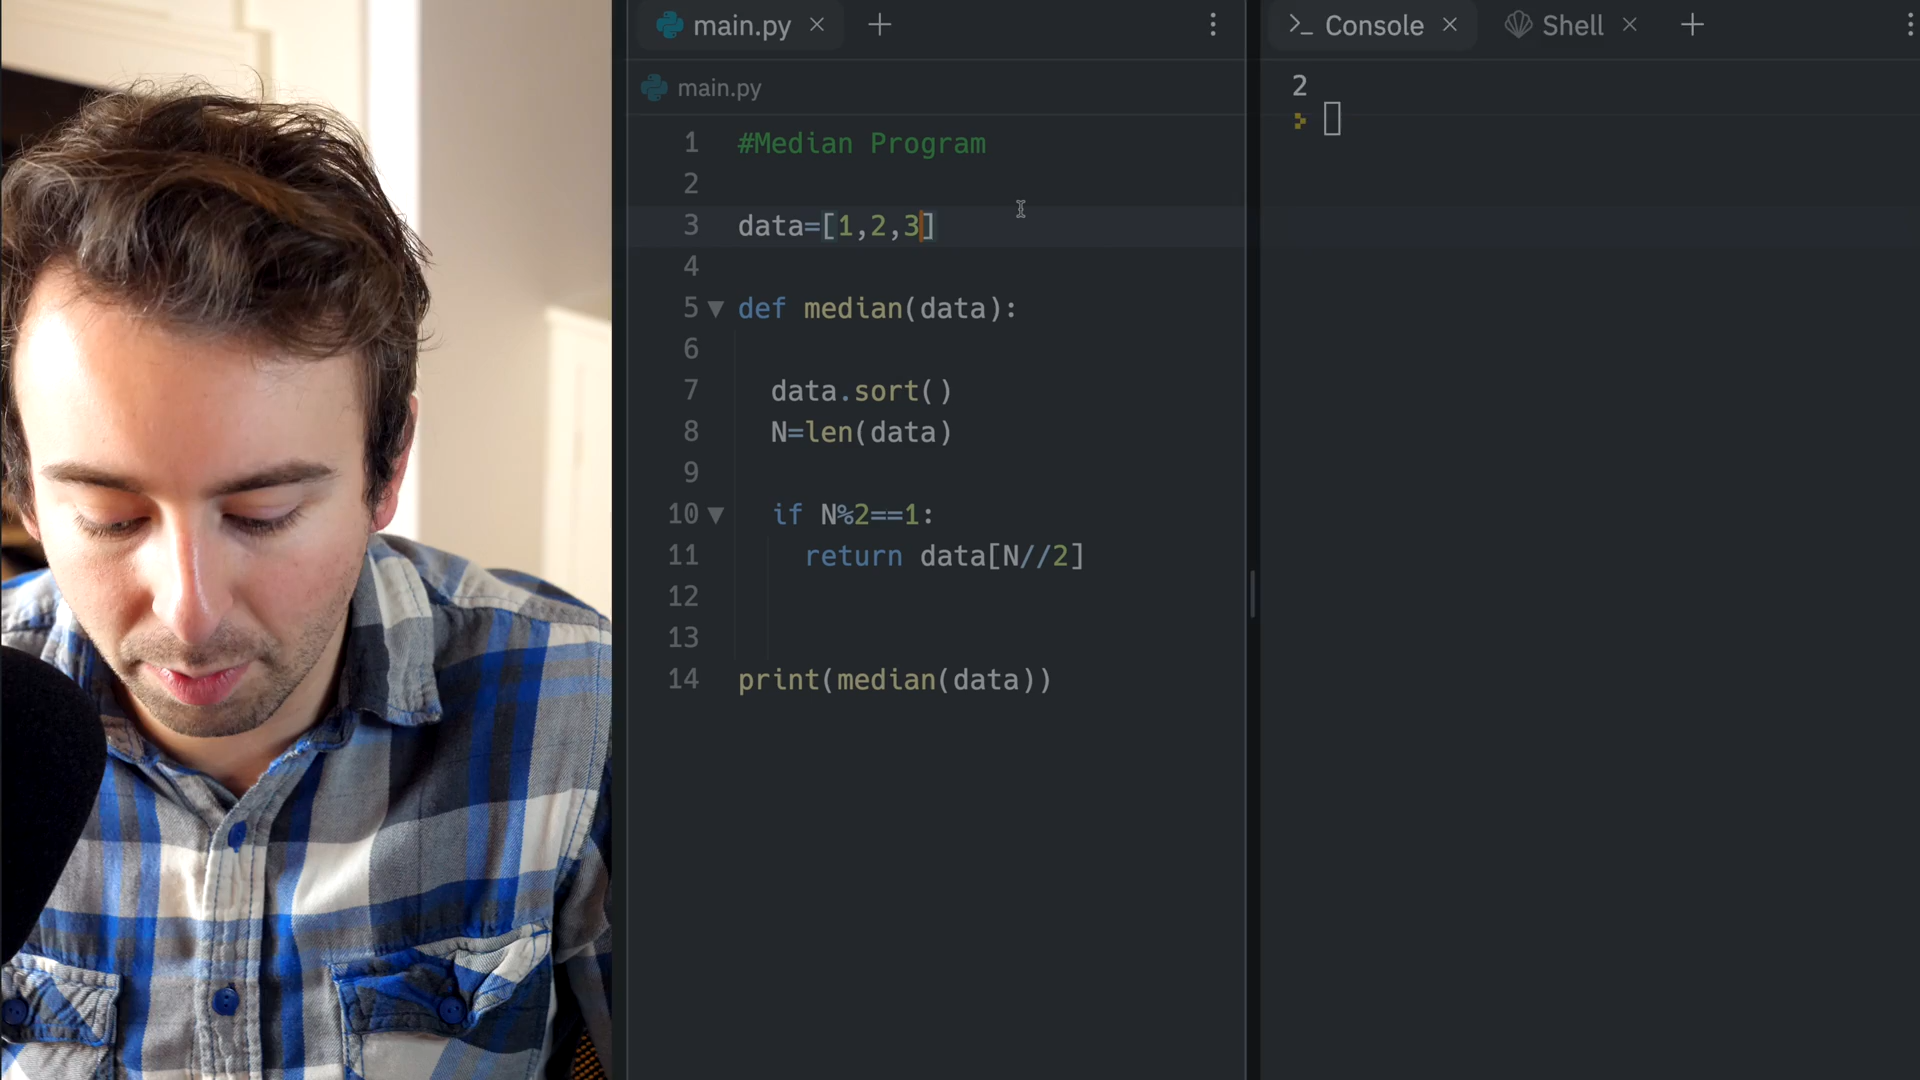 main.py
Console
Shell
main.py
2
1 #Median Program
2
3 data=[1,2,3]
4
5 def median(data):
6
7 data.sort()
8 N=len(data)
9
10 if N%2==1:
11 return data[N//2]
12
13
14 print(median(data))